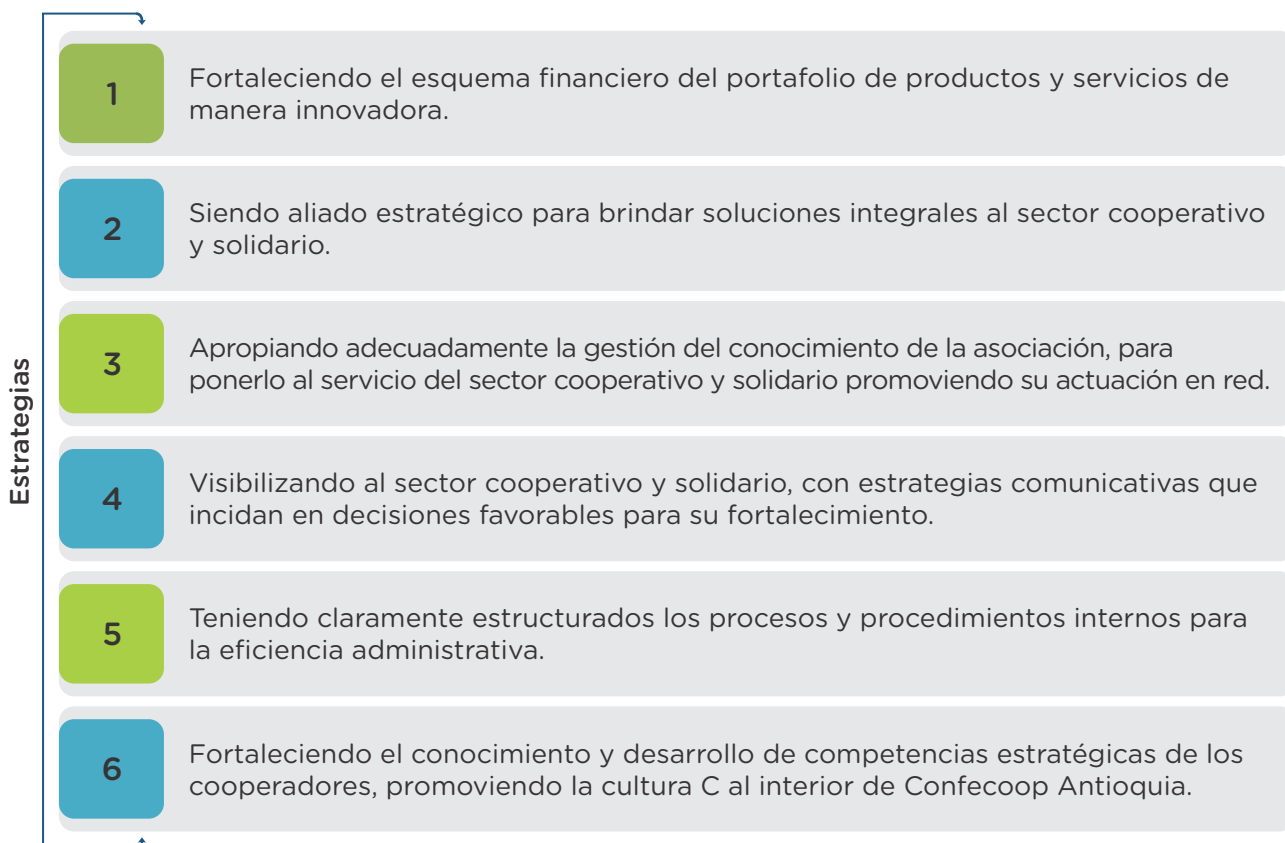 Estrategias
1
Fortaleciendo el esquema financiero del portafolio de productos y servicios de
manera innovadora.
2
Siendo aliado estratégico para brindar soluciones integrales al sector cooperativo
y solidario.
3
Apropiando adecuadamente la gestión del conocimiento de la asociación, para
ponerlo al servicio del sector cooperativo y solidario promoviendo su actuación en red.
4
Visibilizando al sector cooperativo y solidario, con estrategias comunicativas que
incidan en decisiones favorables para su fortalecimiento.
5
Teniendo claramente estructurados los procesos y procedimientos internos para
la eficiencia administrativa.
6
Fortaleciendo el conocimiento y desarrollo de competencias estratégicas de los
cooperadores, promoviendo la cultura C al interior de Confecoop Antioquia.